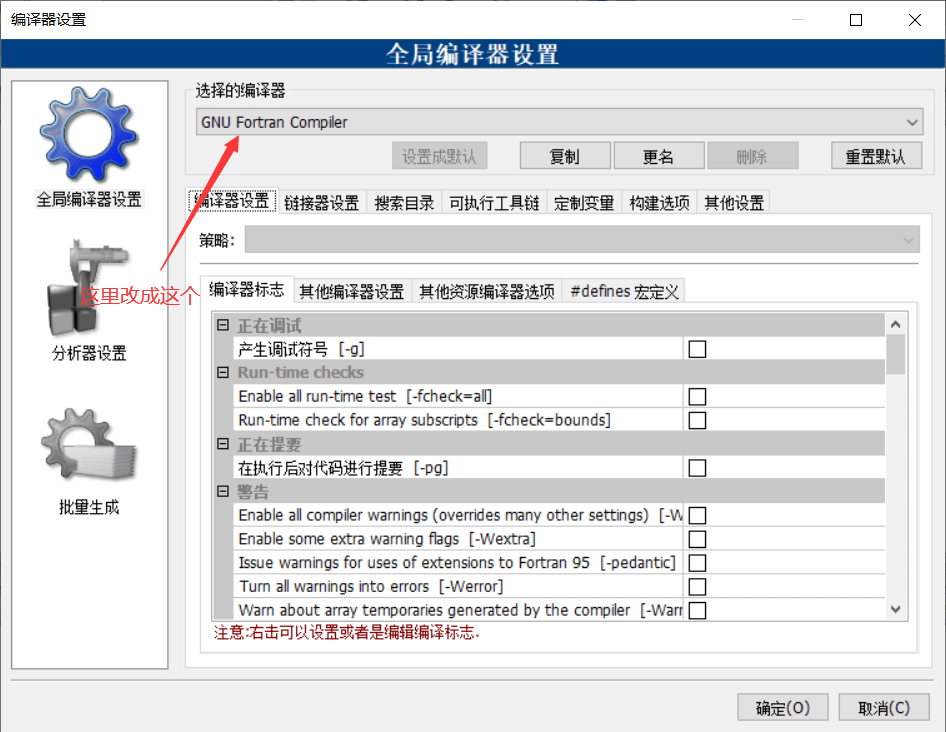 编译器设置
全局编译器设置
全局编译器设置
分析器设置
批量生成
选择的编译器
GNU Fortran Compiler
设置成默认 复制 更名 删除 重置默认
编译器设置 链接器设置 搜索目录 可执行工具链 定制变量 构建选项 其他设置
策略:
这里改成这个
编译器标志 其他编译器设置 其他资源编译器选项 #defines 宏定义
正在调试
产生调试符号 [-g]
Run-time checks
Enable all run-time test [-fcheck=all]
Run-time check for array subscripts [-fcheck=bounds]
正在提要
在执行后对代码进行提要 [-pg]
警告
Enable all compiler warnings (overrides many other settings) [-W
Enable some extra warning flags [-Wextra]
Issue warnings for uses of extensions to Fortran 95 [-pedantic]
Turn all warnings into errors [-Werror]
Warn about array temporaries generated by the compiler [-Warr
注意:右击可以设置或者是编辑编译标志.
确定(O) 取消(C)